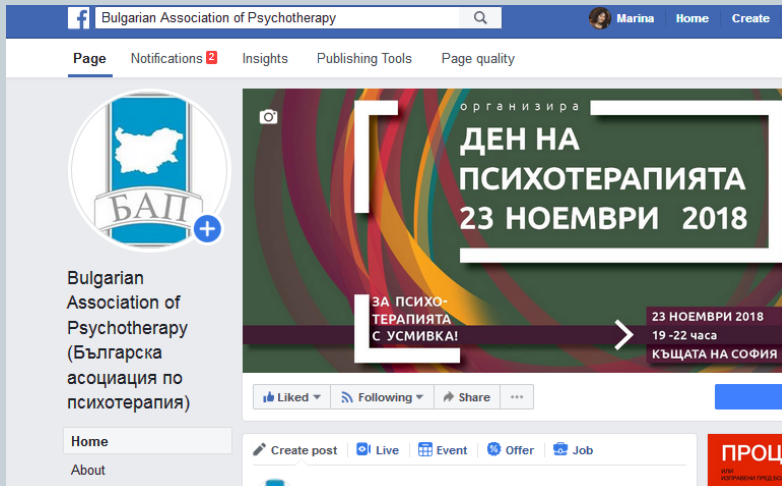 Bulgarian Association of Psychotherapy
Marina Home Create
Page Notifications 2 Insights Publishing Tools Page quality
организира
ДЕН НА
ПСИХОТЕРАПИЯТА
23 НОЕМВРИ 2018
ЗА ПСИХО-
ТЕРАПИЯТА
С УСМИВКА!
23 НОЕМВРИ 2018
19 -22 часа
КЪЩАТА НА СОФИЯ
БАП
Bulgarian
Association of
Psychotherapy
(Българска
асоциация по
психотерапия)
Liked Following Share ...
Home
About
Create post Live Event Offer Job
ПРОЦ
ИЛИ